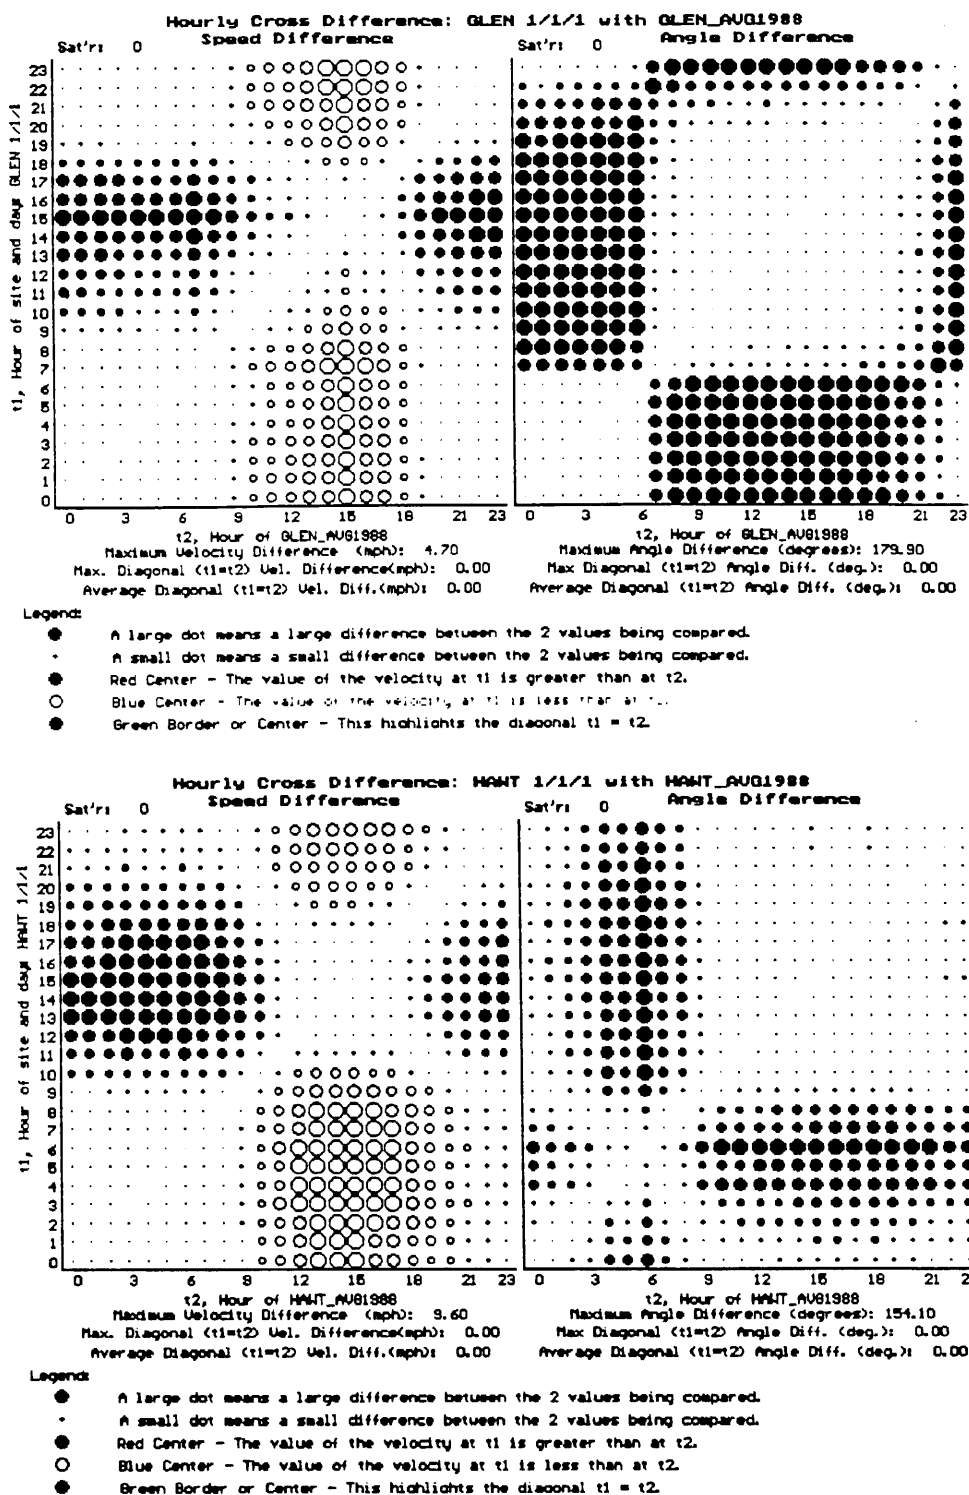 Hourly Cross Difference: GLEN 1/1/1 with GLEN_AUG1988
Sat'r: 0 Speed Difference
Sat'r: 0 Angle Difference
t1, Hour of site and days GLEN 1/1/1
23
22
21
20
19
18
17
16
15
14
13
12
11
10
9
8
7
6
5
4
3
2
1
0
0 3 6 9 12 15 18 21 23
0 3 6 9 12 15 18 21 23
t2, Hour of GLEN_AUG1988
Maximum Velocity Difference (mph): 4.70
Max. Diagonal (t1=t2) Vel. Difference(mph): 0.00
Average Diagonal (t1=t2) Vel. Diff.(mph): 0.00
t2, Hour of GLEN_AUG1988
Maximum Angle Difference (degrees): 179.90
Max Diagonal (t1=t2) Angle Diff. (deg.): 0.00
Average Diagonal (t1=t2) Angle Diff. (deg.): 0.00
Legend:
A large dot means a large difference between the 2 values being compared.
A small dot means a small difference between the 2 values being compared.
Red Center - The value of the velocity at t1 is greater than at t2.
Blue Center - The value of the velocity at t1 is less than at t2.
Green Border or Center - This highlights the diagonal t1 = t2.
Hourly Cross Difference: HAWT 1/1/1 with HAWT_AUG1988
Sat'r: 0 Speed Difference
Sat'r: 0 Angle Difference
t1, Hour of site and days HAWT 1/1/1
23
22
21
20
19
18
17
16
15
14
13
12
11
10
9
8
7
6
5
4
3
2
1
0
0 3 6 9 12 15 18 21 23
0 3 6 9 12 15 18 21 2
t2, Hour of HAWT_AUG1988
Maximum Velocity Difference (mph): 9.60
Max. Diagonal (t1=t2) Vel. Difference(mph): 0.00
Average Diagonal (t1=t2) Vel. Diff.(mph): 0.00
t2, Hour of HAWT_AUG1988
Maximum Angle Difference (degrees): 154.10
Max Diagonal (t1=t2) Angle Diff. (deg.): 0.00
Average Diagonal (t1=t2) Angle Diff. (deg.): 0.00
Legend:
A large dot means a large difference between the 2 values being compared.
A small dot means a small difference between the 2 values being compared.
Red Center - The value of the velocity at t1 is greater than at t2.
Blue Center - The value of the velocity at t1 is less than at t2.
Green Border or Center - This highlights the diagonal t1 = t2.